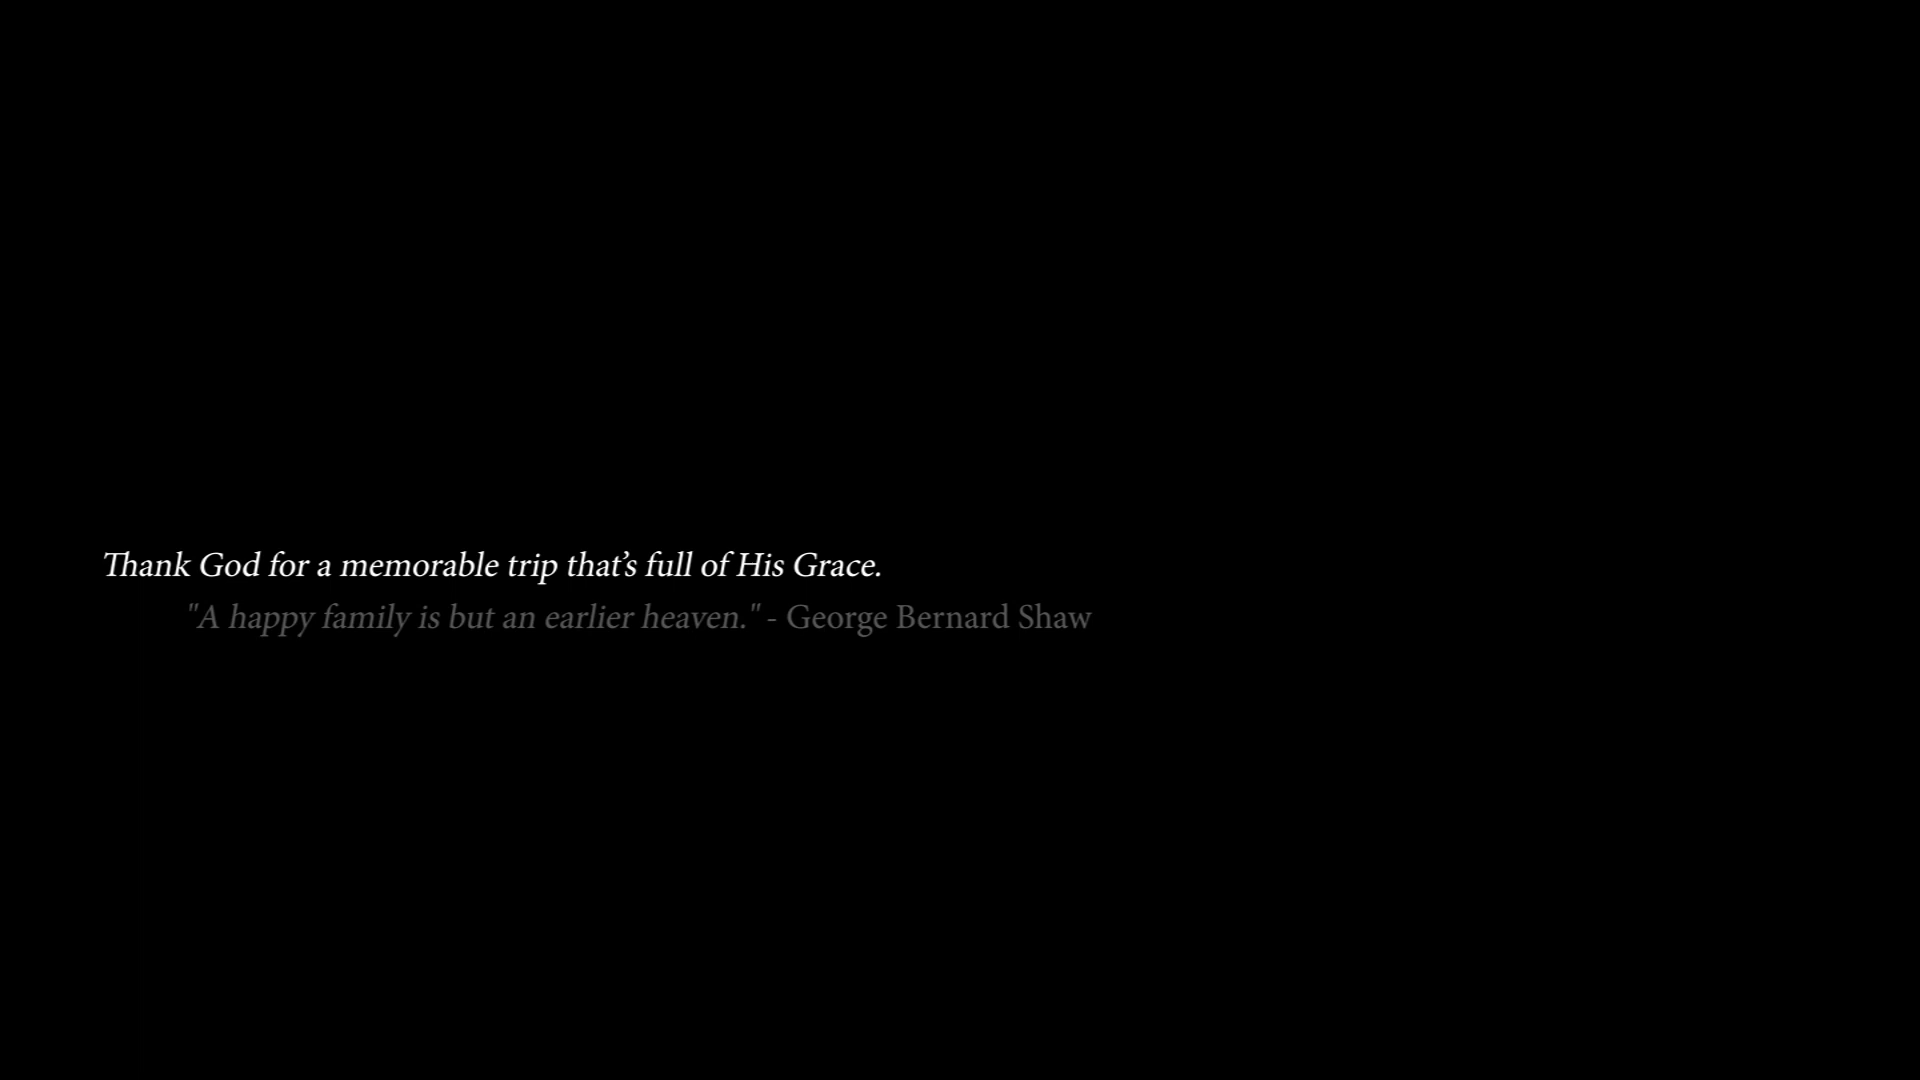 Thank God for a memorable trip that’s full of His Grace.
"A happy family is but an earlier heaven." - George Bernard Shaw